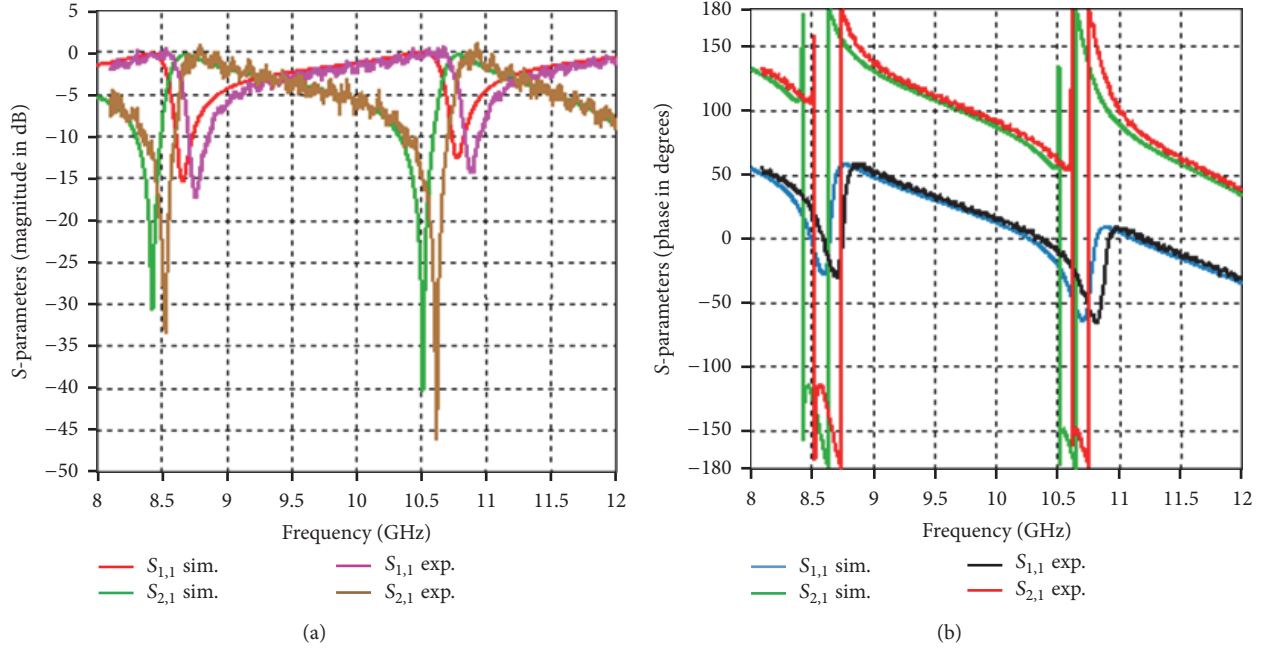 5
0
−5
−10
−15
−20
−25
−30
−35
−40
−45
−50
S-parameters (magnitude in dB)
8 8.5 9 9.5 10 10.5 11 11.5 12
Frequency (GHz)
S1,1 sim.
S2,1 sim.
S1,1 exp.
S2,1 exp.
(a)
180
150
100
50
0
−50
−100
−150
−180
S-parameters (phase in degrees)
8 8.5 9 9.5 10 10.5 11 11.5 12
Frequency (GHz)
S1,1 sim.
S2,1 sim.
S1,1 exp.
S2,1 exp.
(b)